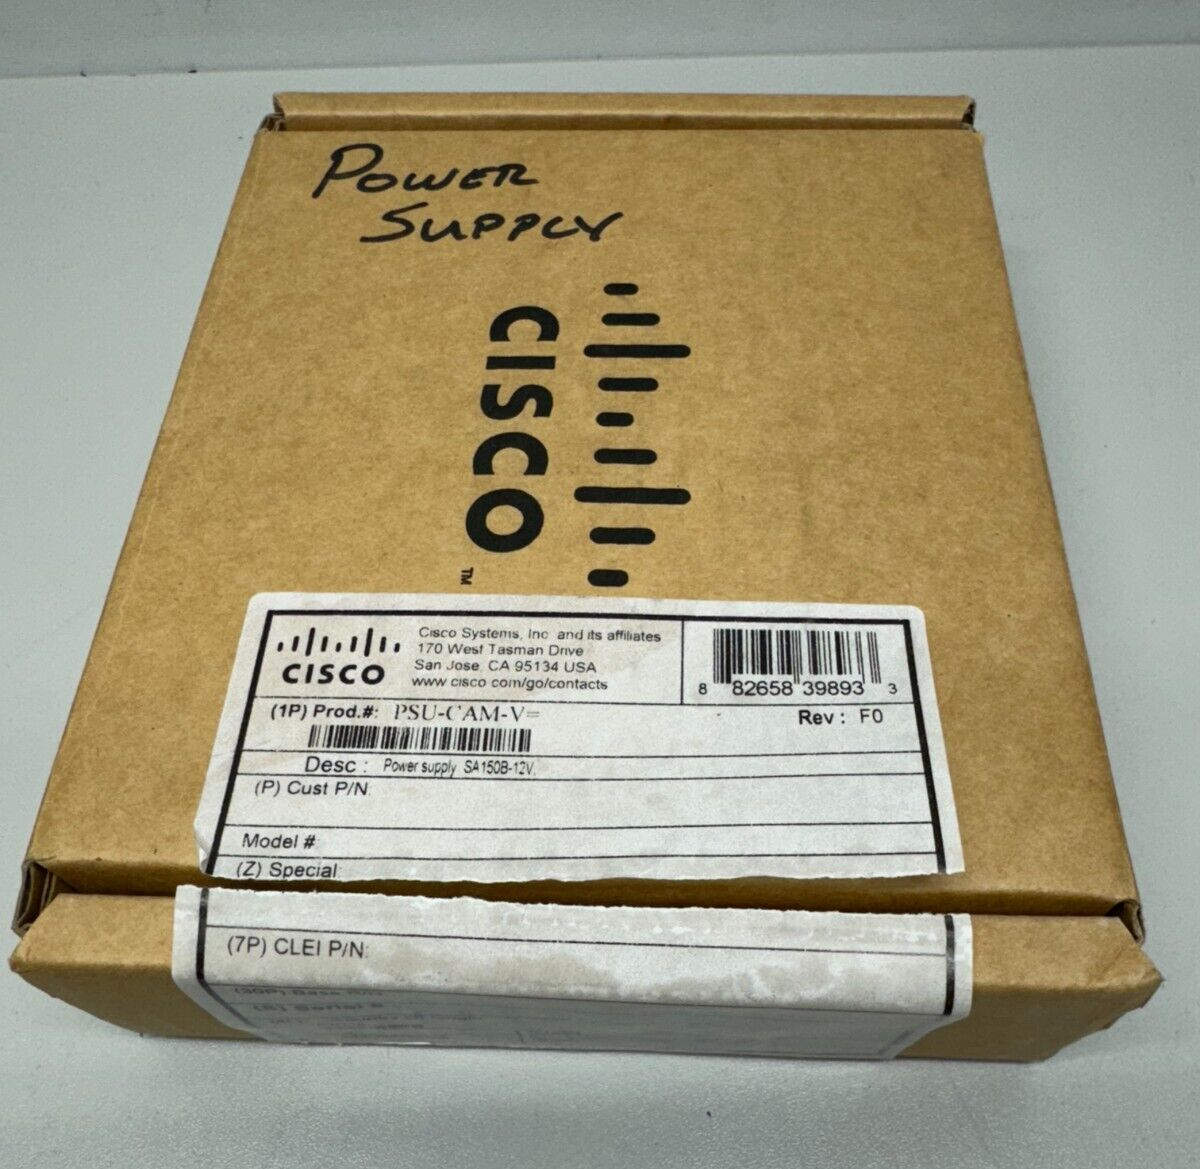 POWER
SUPPLY
CISCO
TM
CISCO
Cisco Systems, Inc and its affiliates
170 West Tasman Drive
San Jose, CA 95134 USA
www.cisco.com/go/contacts
8 82658 39893 3
(1P) Prod.#: PSU-CAM-V=
Rev : F0
Desc : Power supply SA150B-12V,
(P) Cust P/N
Model #
(Z) Special
(7P) CLEI P/N:
(S) Serial #